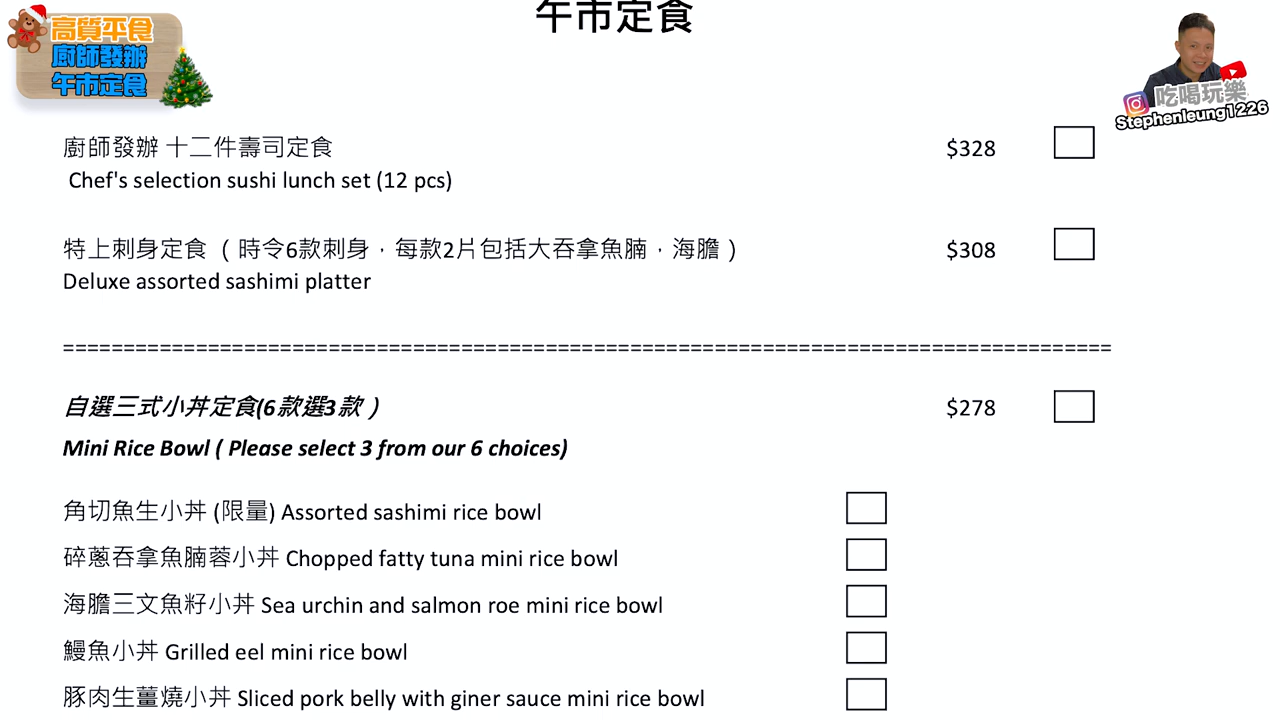 午市定食
高質平食
廚師發辦
午市定食
吃喝玩樂
Stephenleung1226
廚師發辦 十二件壽司定食 $328
Chef's selection sushi lunch set (12 pcs)
特上刺身定食 （時令6款刺身，每款2片包括大吞拿魚腩，海膽） $308
Deluxe assorted sashimi platter
=====================================================================================
自選三式小丼定食(6款選3款） $278
Mini Rice Bowl ( Please select 3 from our 6 choices)
角切魚生小丼 (限量) Assorted sashimi rice bowl
碎蔥吞拿魚腩蓉小丼 Chopped fatty tuna mini rice bowl
海膽三文魚籽小丼 Sea urchin and salmon roe mini rice bowl
鰻魚小丼 Grilled eel mini rice bowl
豚肉生薑燒小丼 Sliced pork belly with giner sauce mini rice bowl